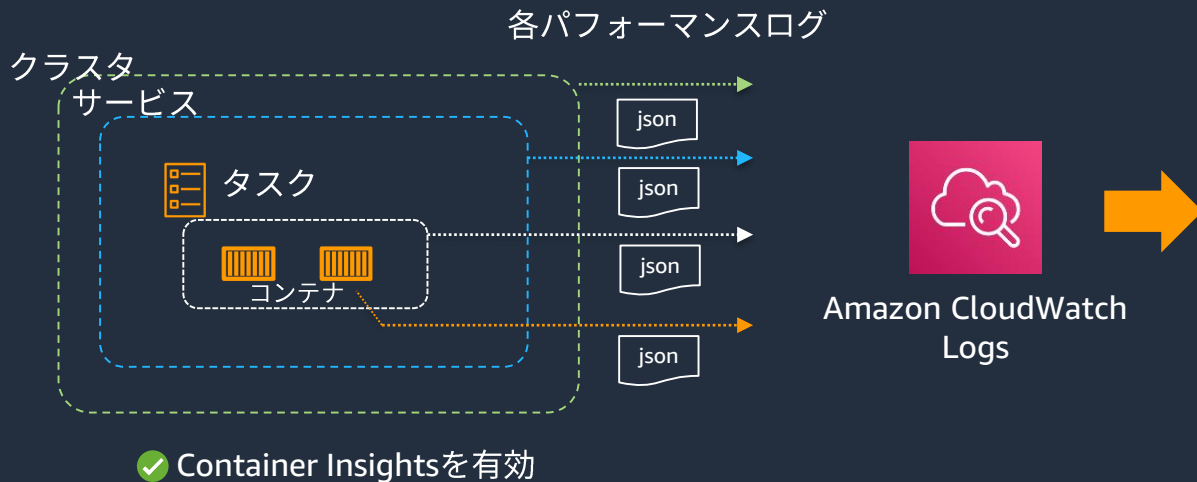 各パフォーマンスログ
クラスタ
サービス
json
json
タスク
json
コンテナ
json
Amazon CloudWatch
Logs
Container Insightsを有効